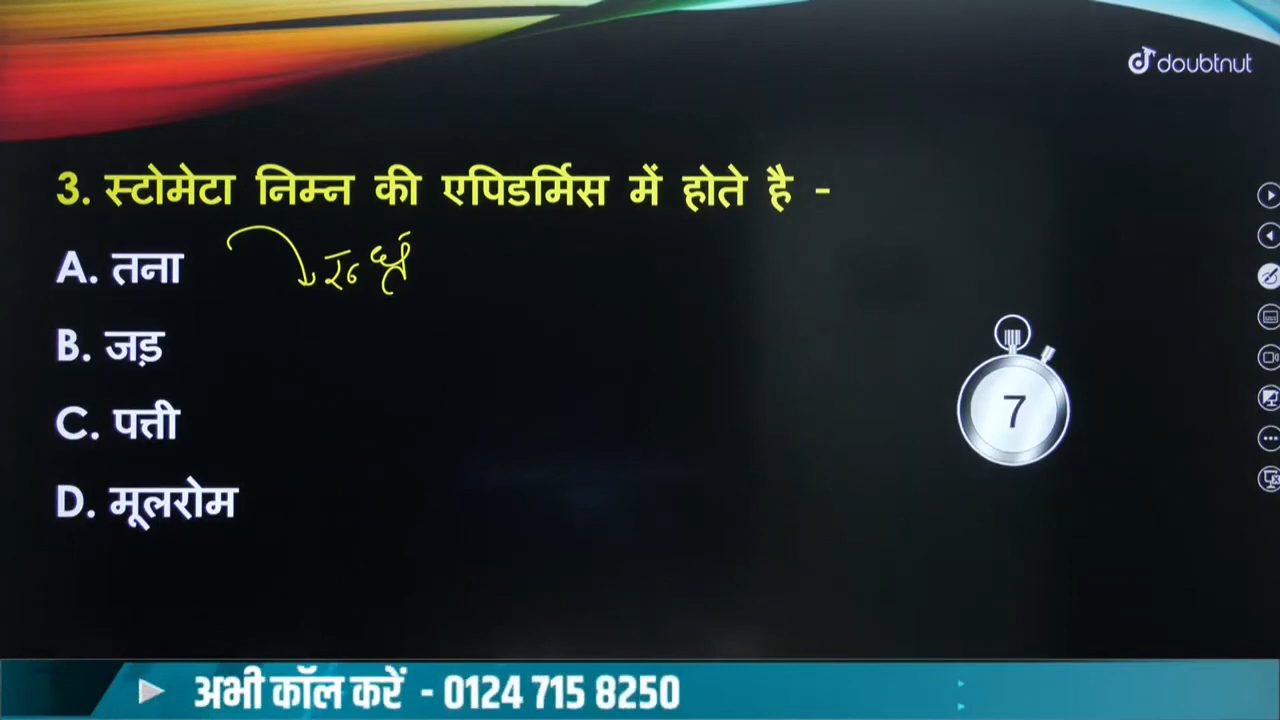 doubtnut
3. स्टोमेटा निम्न की एपिडर्मिस में होते है -
A. तना
B. जड़
C. पत्ती
D. मूलरोम
7
अभी कॉल करें - 0124 715 8250